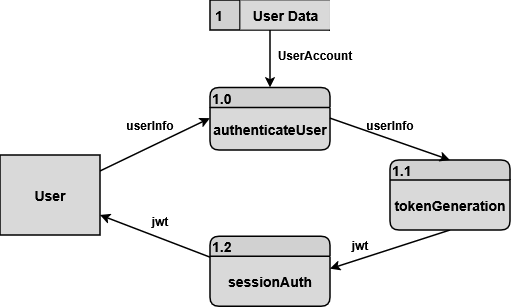 1 User Data
UserAccount
1.0
authenticateUser
userInfo
userInfo
User
1.1
tokenGeneration
jwt
jwt
1.2
sessionAuth